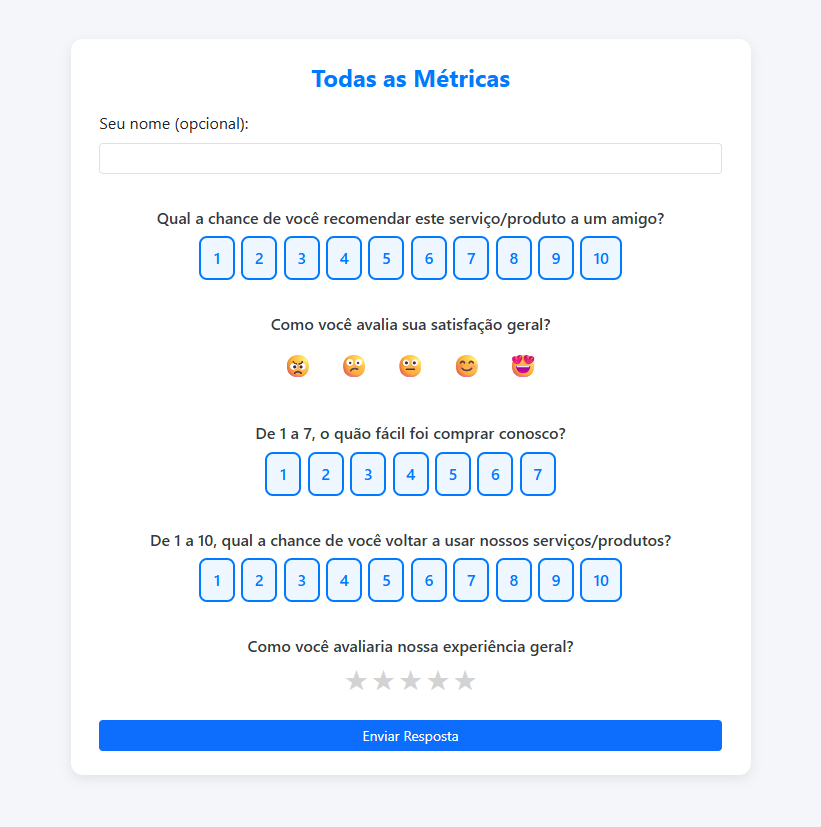 Todas as Métricas
Seu nome (opcional):
Qual a chance de você recomendar este serviço/produto a um amigo?
1 2 3 4 5 6 7 8 9 10
Como você avalia sua satisfação geral?
De 1 a 7, o quão fácil foi comprar conosco?
1 2 3 4 5 6 7
De 1 a 10, qual a chance de você voltar a usar nossos serviços/produtos?
1 2 3 4 5 6 7 8 9 10
Como você avaliaria nossa experiência geral?
Enviar Resposta